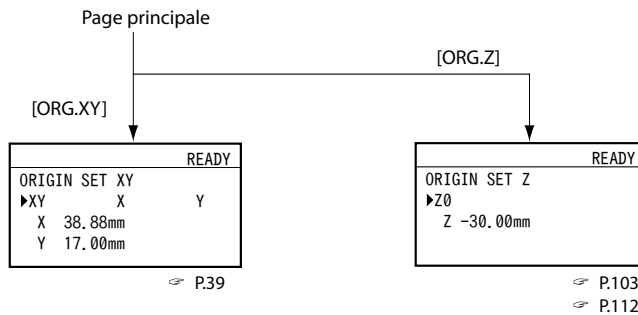 Page principale
[ORG.Z]
[ORG.XY]
READY
ORIGIN SET XY
▶XY X Y
X 38.88mm
Y 17.00mm
☞ P.39
READY
ORIGIN SET Z
▶Z0
Z -30.00mm
☞ P.103
☞ P.112